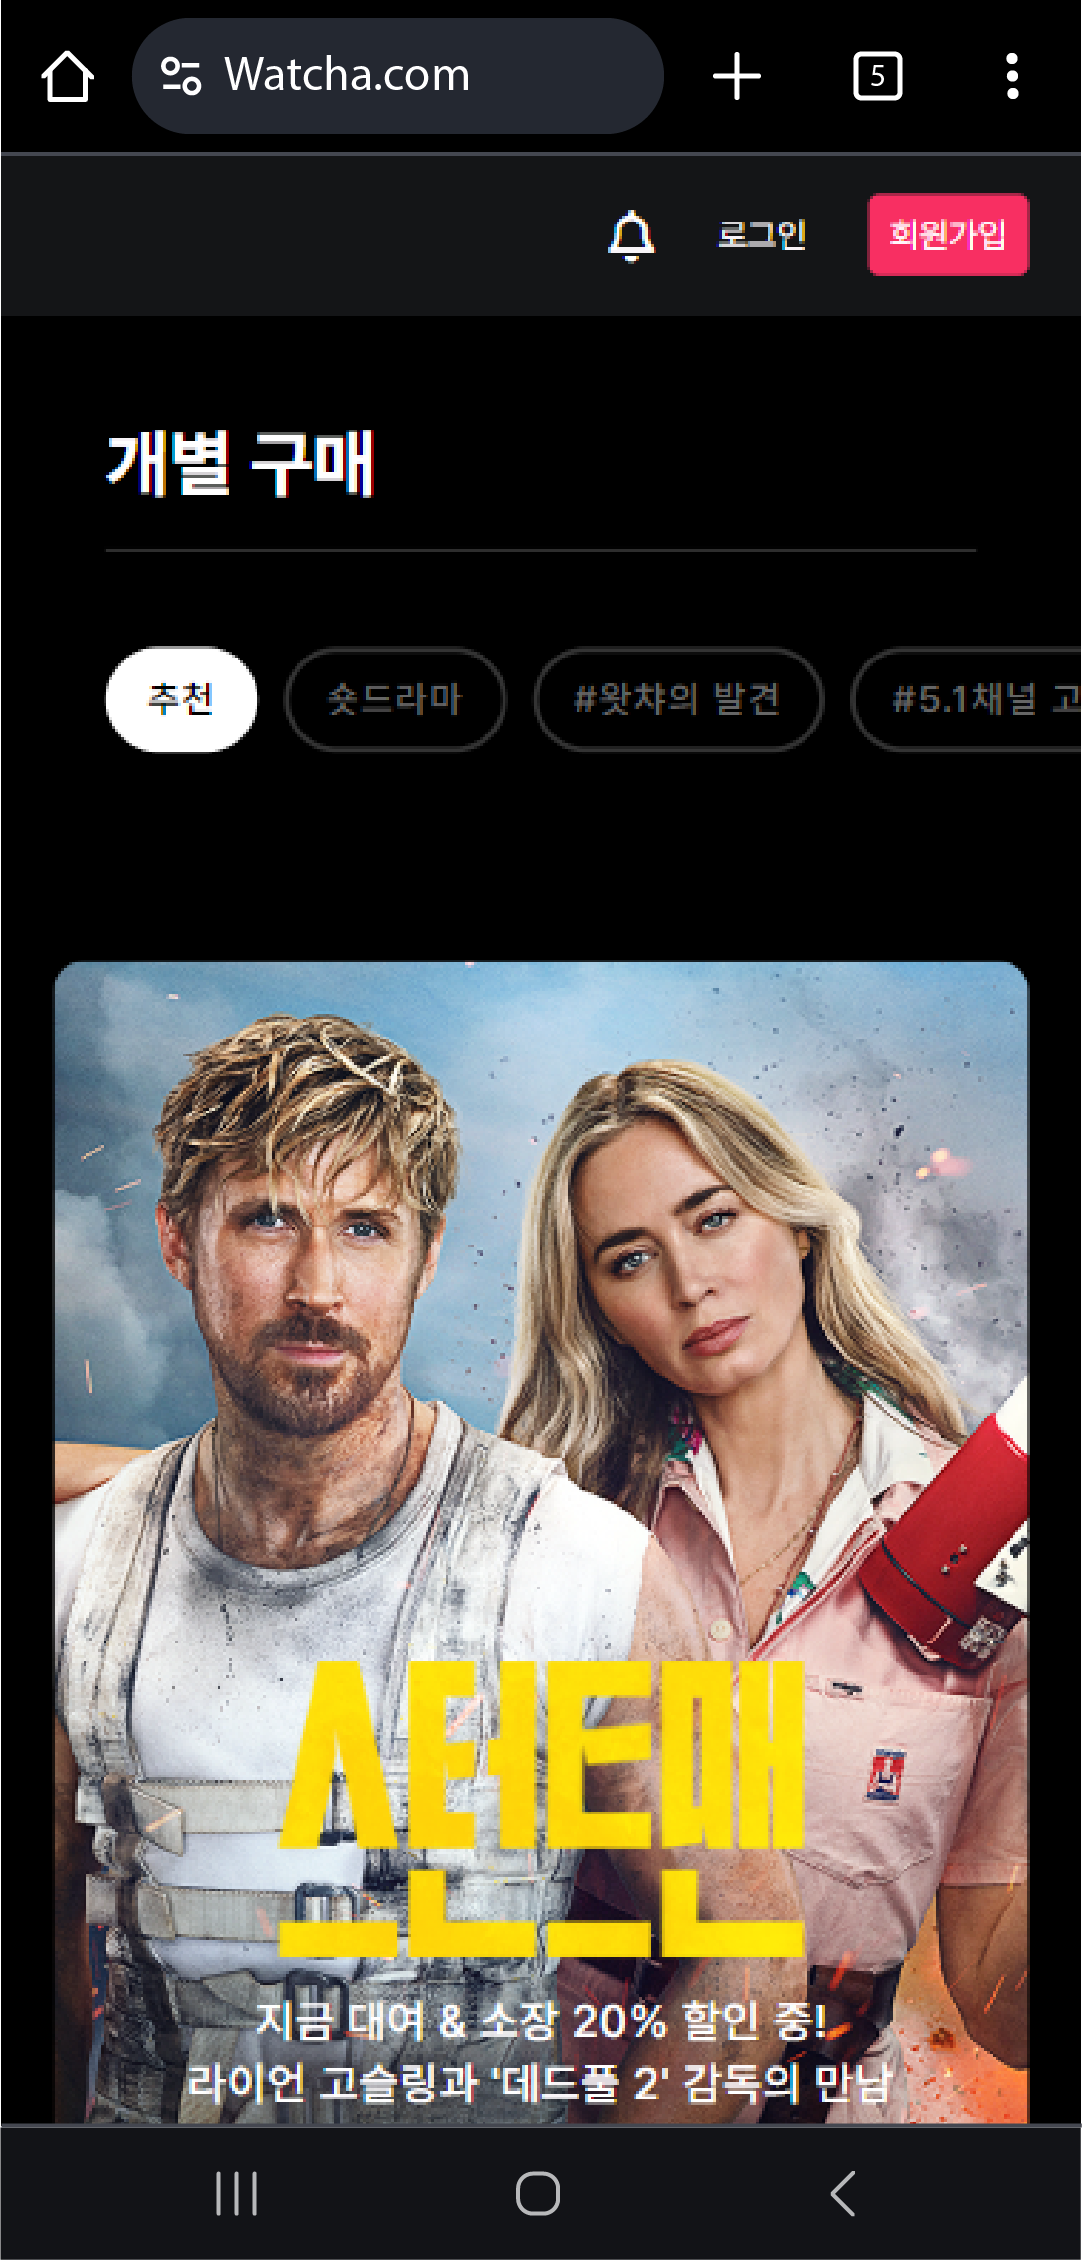 Watcha.com
5
로그인
회원가입
개별 구매
추천
숏드라마
#왓챠의 발견
#5.1채널 고
스턴트맨
지금 대여 & 소장 20% 할인 중!
라이언 고슬링과 '데드풀 2' 감독의 만남